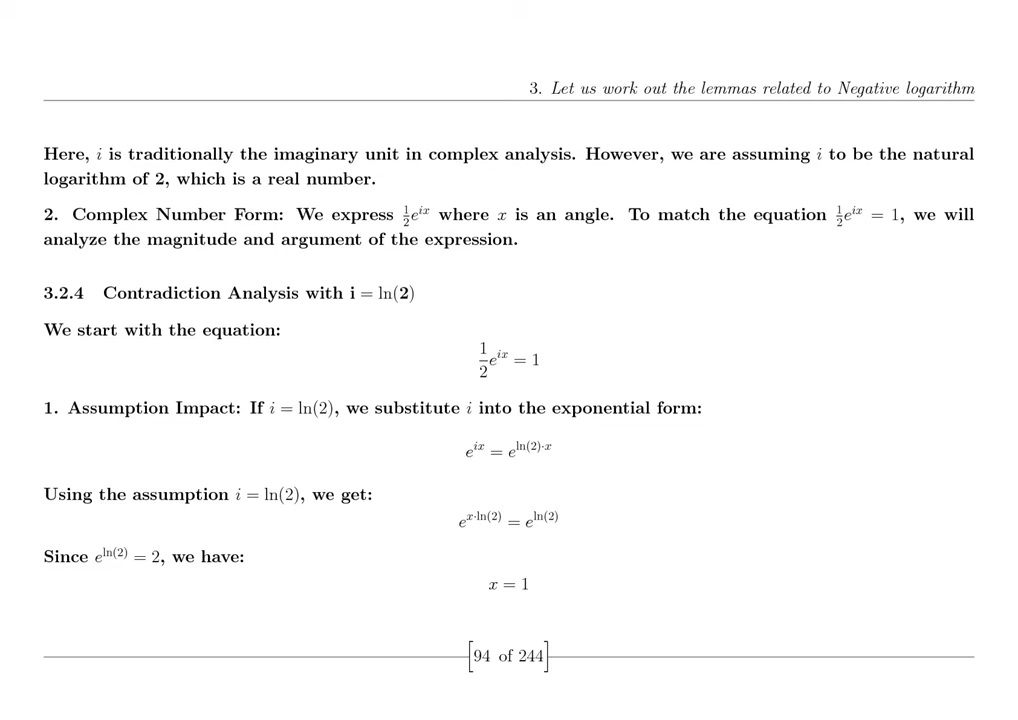 3. Let us work out the lemmas related to Negative logarithm
Here, i is traditionally the imaginary unit in complex analysis. However, we are assuming i to be the natural
logarithm of 2, which is a real number.
2. Complex Number Form: We express \frac{1}{2}e^{ix} where x is an angle. To match the equation \frac{1}{2}e^{ix} = 1, we will
analyze the magnitude and argument of the expression.
3.2.4 Contradiction Analysis with i = ln(2)
We start with the equation:
\frac{1}{2}e^{ix} = 1
1. Assumption Impact: If i = ln(2), we substitute i into the exponential form:
e^{ix} = e^{ln(2)·x}
Using the assumption i = ln(2), we get:
e^{x·ln(2)} = e^{ln(2)}
Since e^{ln(2)} = 2, we have:
x = 1
[94 of 244]